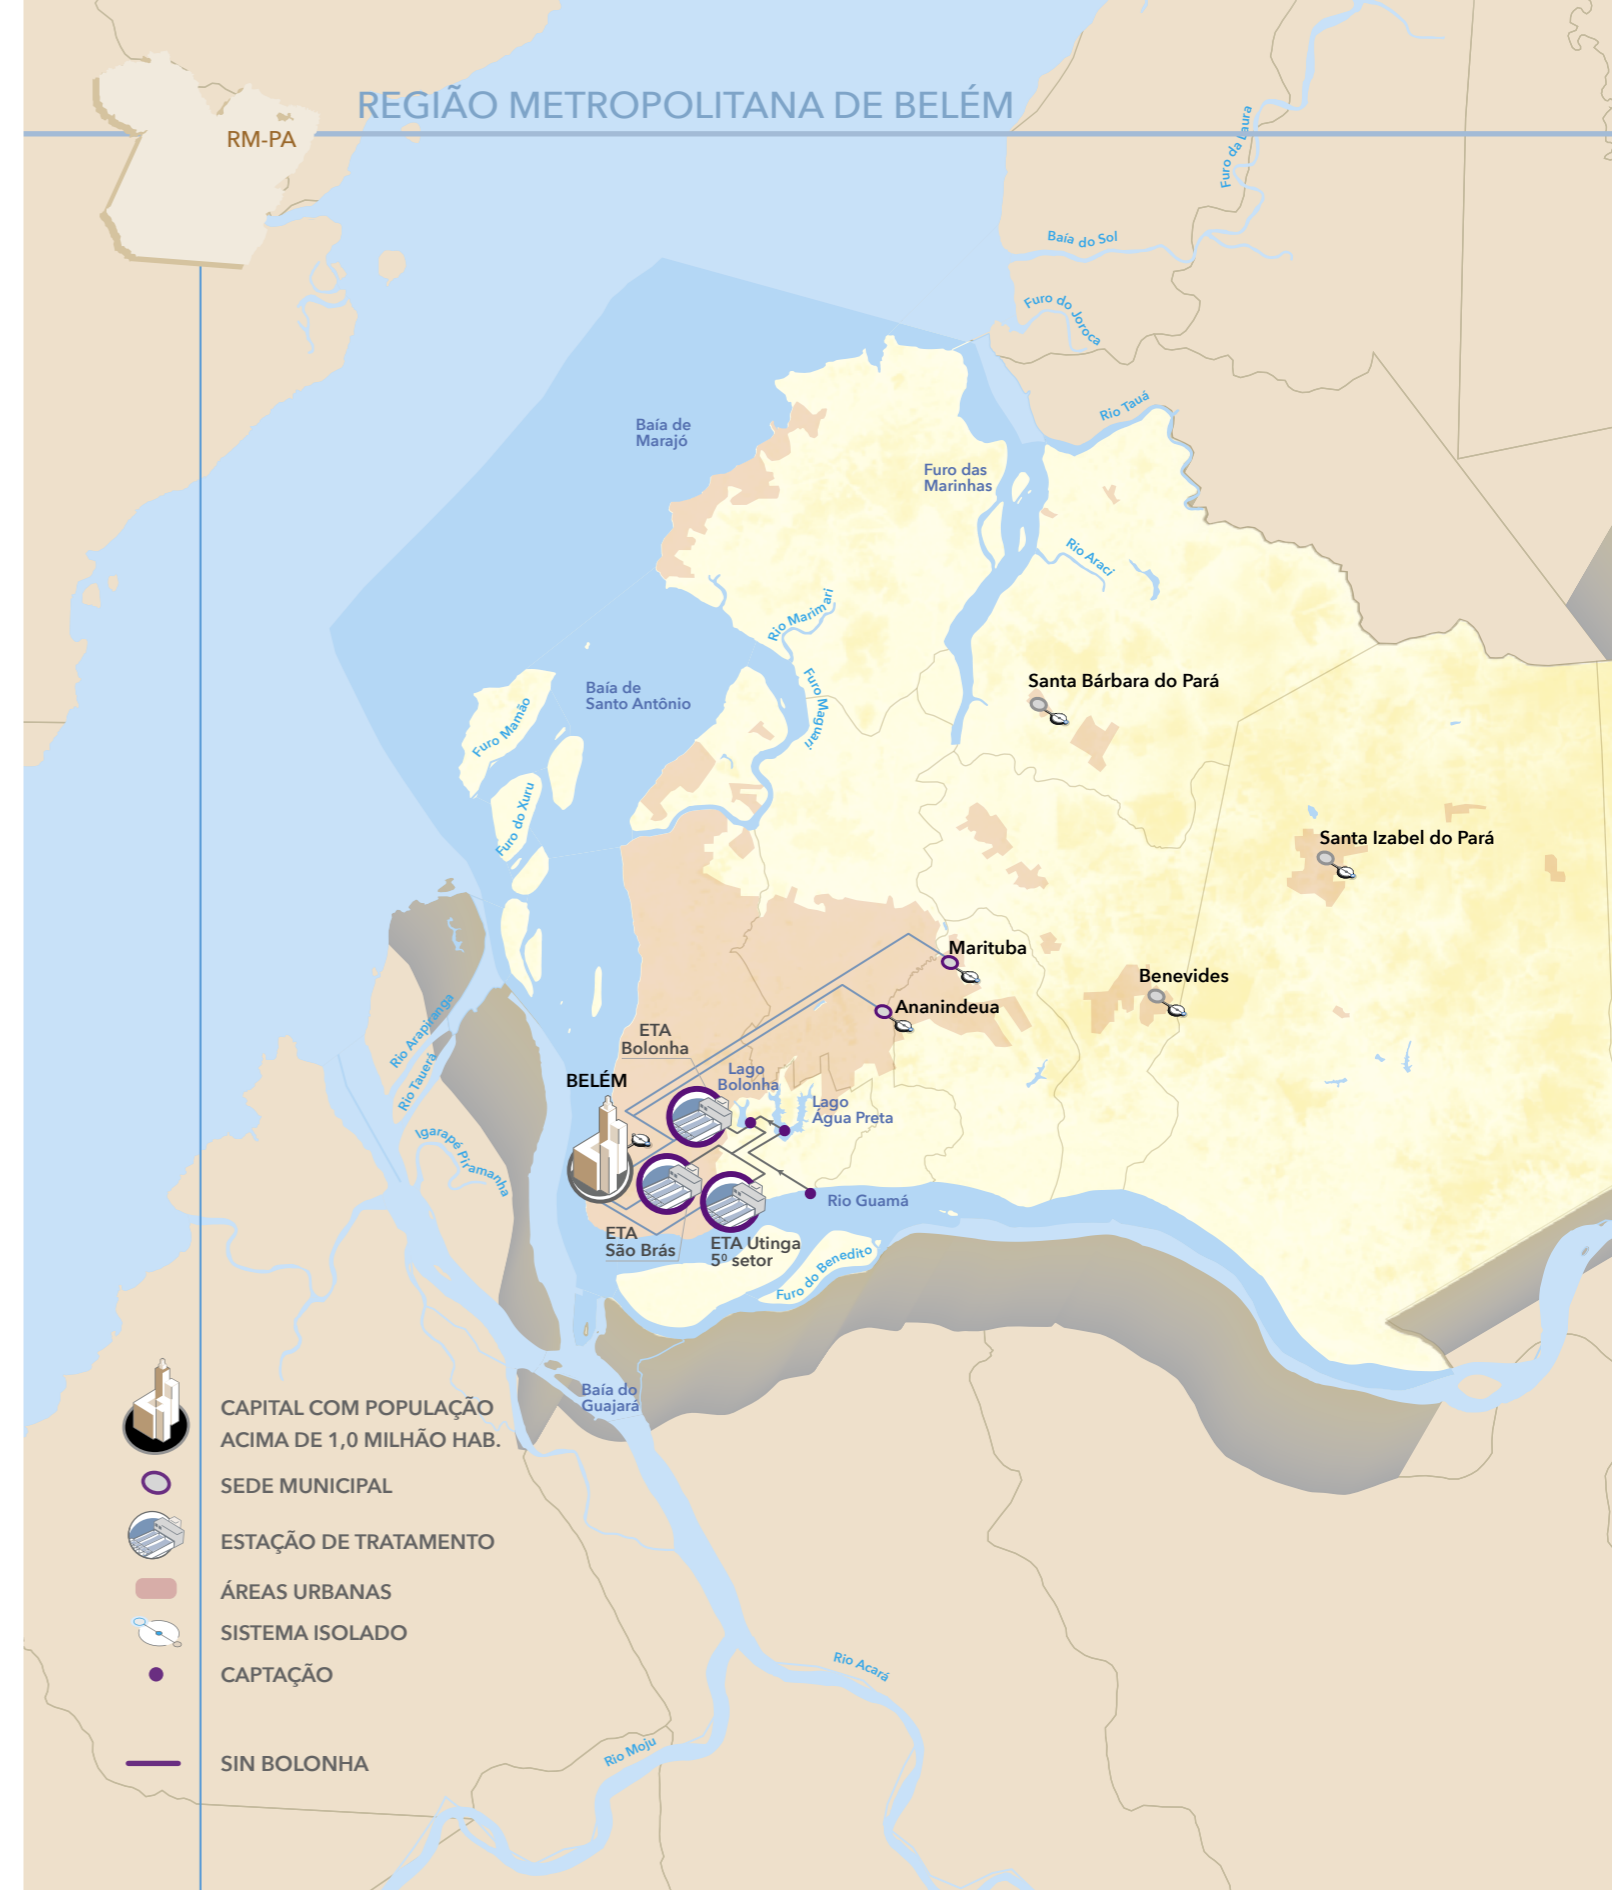 REGIÃO METROPOLITANA DE BELÉM
RM-PA
Furo da Laura
Baía do Sol
Furo do Joroca
Rio Tauá
Baía de
Marajó
Furo das
Marinhas
Rio Araci
Rio Marimari
Furo Maguari
Baía de
Santo Antônio
Furo Mamão
Furo do Xuru
Santa Bárbara do Pará
Santa Izabel do Pará
Marituba
Benevides
Ananindeua
Rio Arapiranga
Rio Tauerá
Igarapé Piramanha
ETA
Bolonha
BELÉM
Lago
Bolonha
Lago
Água Preta
Rio Guamá
ETA
São Brás
ETA Utinga
5º setor
Furo do Benedito
Baía do
Guajará
CAPITAL COM POPULAÇÃO
ACIMA DE 1,0 MILHÃO HAB.
SEDE MUNICIPAL
ESTAÇÃO DE TRATAMENTO
ÁREAS URBANAS
SISTEMA ISOLADO
CAPTAÇÃO
SIN BOLONHA
Rio Acará
Rio Moju